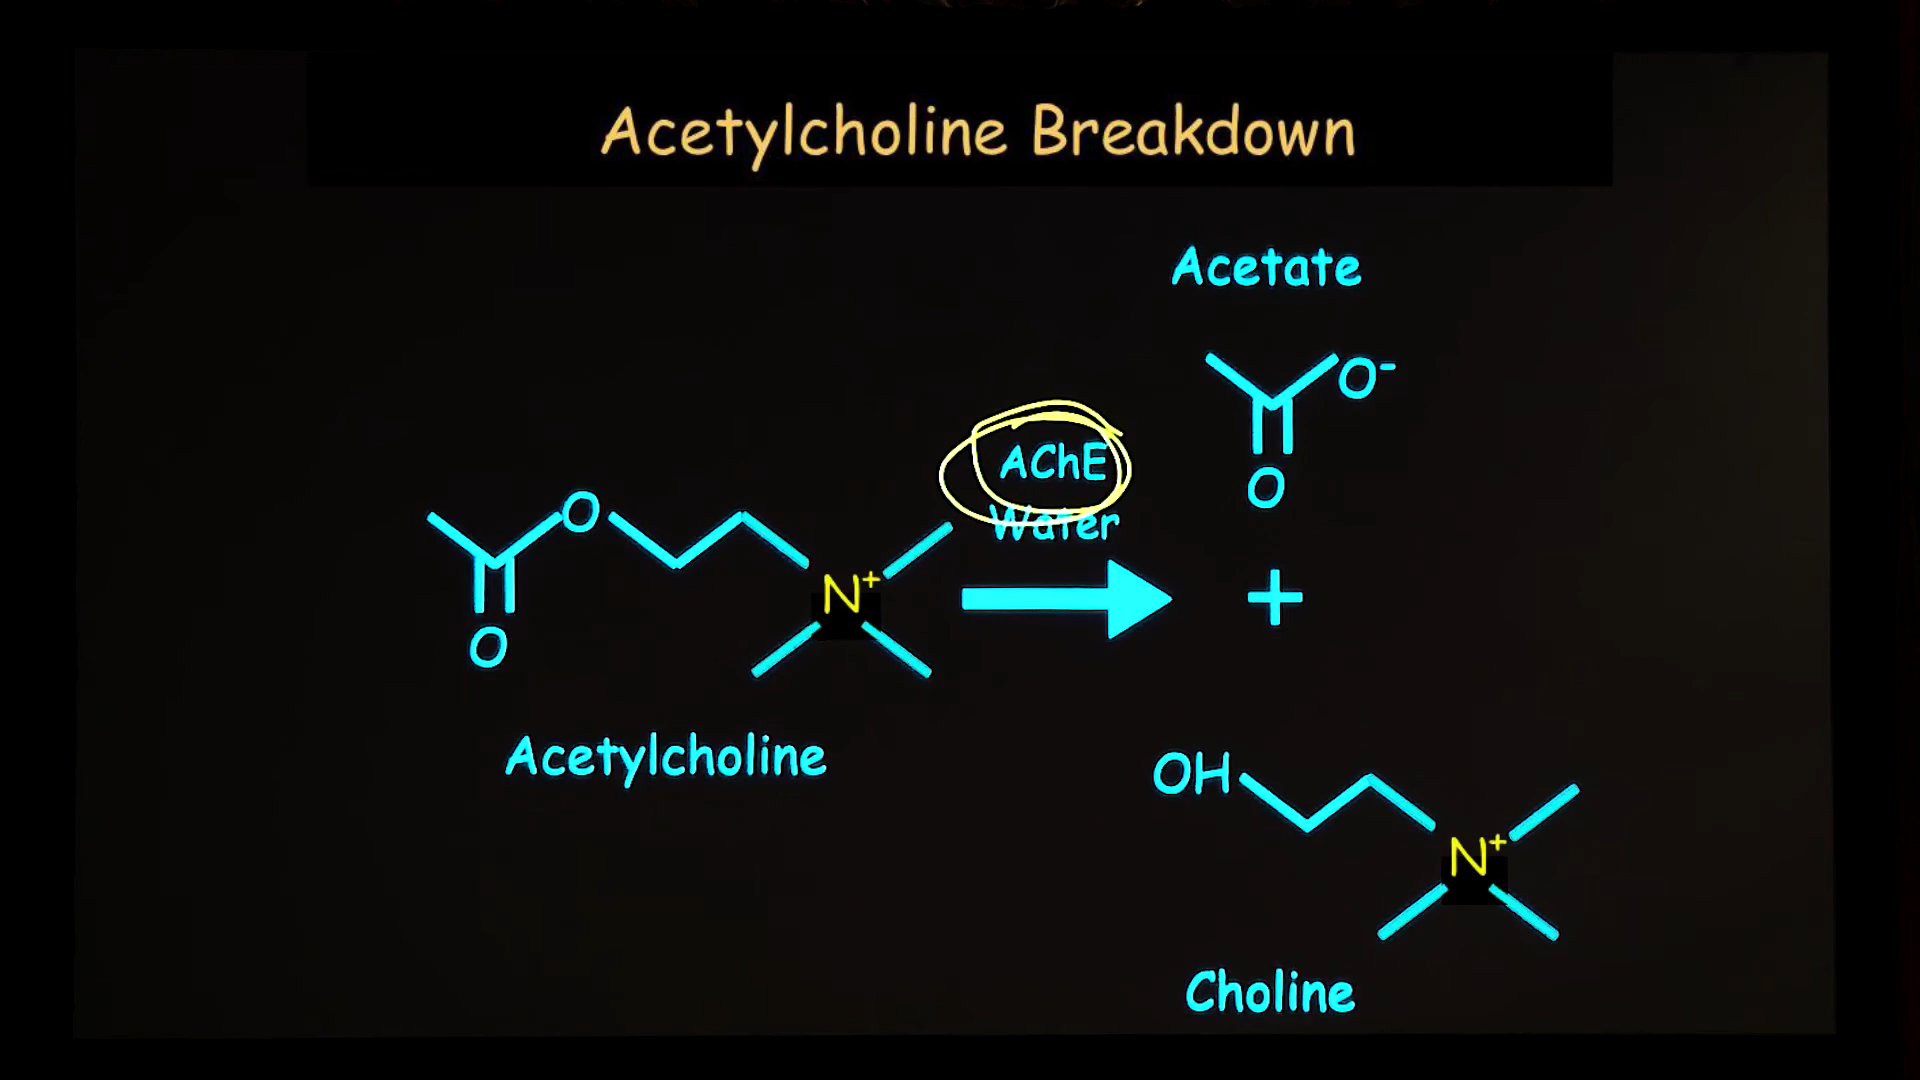 Acetylcholine Breakdown
Acetate
O⁻
O
AChE
Water
O
N⁺
O
+
Acetylcholine
OH
N⁺
Choline